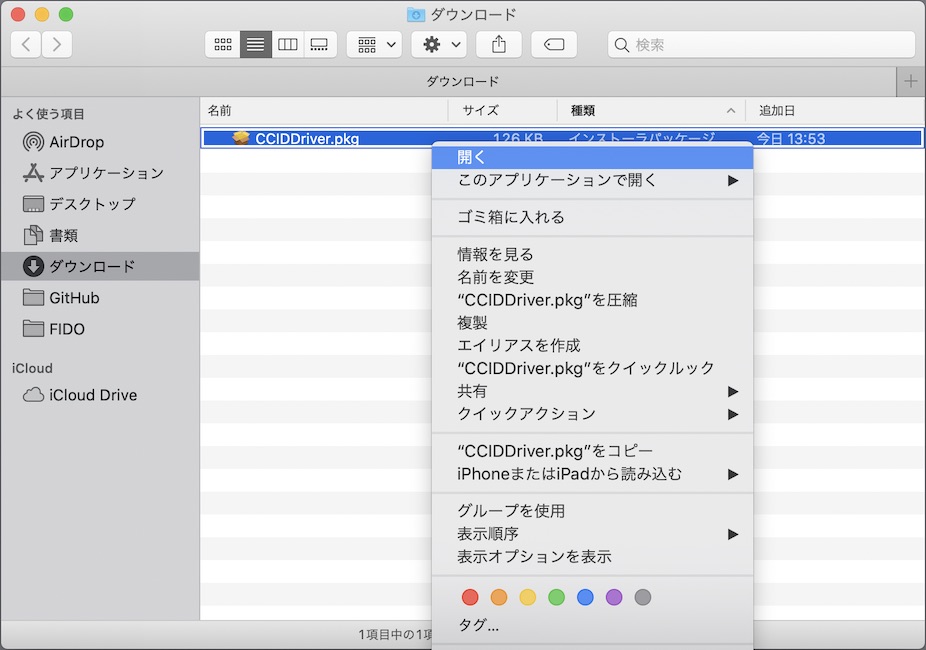 ダウンロード
検索
ダウンロード
よく使う項目
AirDrop
アプリケーション
デスクトップ
書類
ダウンロード
GitHub
FIDO
iCloud
iCloud Drive
名前 サイズ 種類 追加日
CCIDDriver.pkg 126 KB インストーラパッケージ 今日 13:53
開く
このアプリケーションで開く
ゴミ箱に入れる
情報を見る
名前を変更
“CCIDDriver.pkg”を圧縮
複製
エイリアスを作成
“CCIDDriver.pkg”をクイックルック
共有
クイックアクション
“CCIDDriver.pkg”をコピー
iPhoneまたはiPadから読み込む
グループを使用
表示順序
表示オプションを表示
タグ...
1項目中の1項